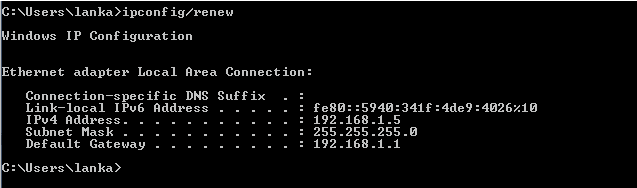 C:\Users\lanka>ipconfig/renew
Windows IP Configuration
Ethernet adapter Local Area Connection:
Connection-specific DNS Suffix . :
Link-local IPv6 Address . . . . . : fe80::5940:341f:4de9:4026%10
IPv4 Address. . . . . . . . . . . : 192.168.1.5
Subnet Mask . . . . . . . . . . . : 255.255.255.0
Default Gateway . . . . . . . . . : 192.168.1.1
C:\Users\lanka>